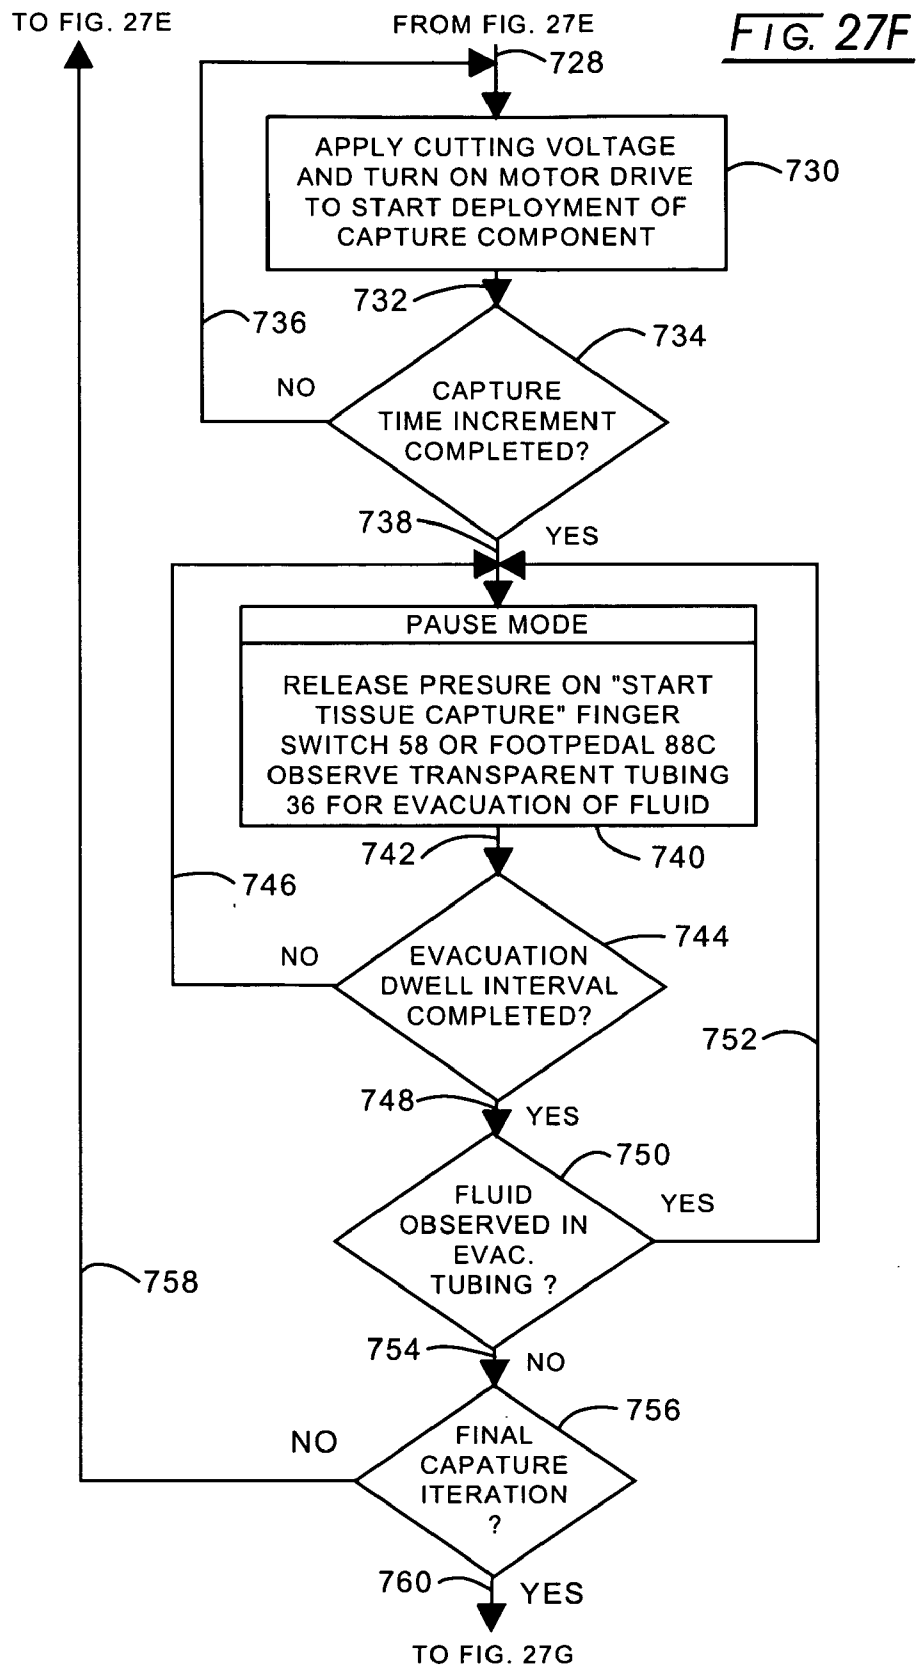 TO FIG. 27E
FROM FIG. 27E
FIG. 27F
728
APPLY CUTTING VOLTAGE
AND TURN ON MOTOR DRIVE
TO START DEPLOYMENT OF
CAPTURE COMPONENT
730
732
736
734
NO
CAPTURE
TIME INCREMENT
COMPLETED?
738
YES
PAUSE MODE
RELEASE PRESURE ON "START
TISSUE CAPTURE" FINGER
SWITCH 58 OR FOOTPEDAL 88C
OBSERVE TRANSPARENT TUBING
36 FOR EVACUATION OF FLUID
742
740
746
744
NO
EVACUATION
DWELL INTERVAL
COMPLETED?
752
748
YES
750
FLUID
OBSERVED IN
EVAC.
TUBING ?
YES
758
754
NO
756
NO
FINAL
CAPATURE
ITERATION
?
760
YES
TO FIG. 27G